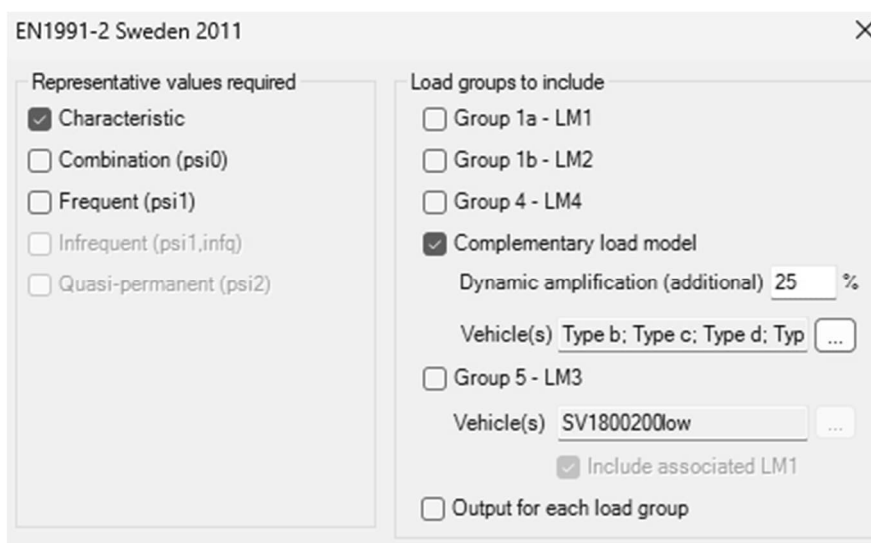 EN1991-2 Sweden 2011
Representative values required
Characteristic
Combination (psi0)
Frequent (psi1)
Infrequent (psi1,infq)
Quasi-permanent (psi2)
Load groups to include
Group 1a - LM1
Group 1b - LM2
Group 4 - LM4
Complementary load model
Dynamic amplification (additional) 25 %
Vehicle(s) Type b; Type c; Type d; Typ ...
Group 5 - LM3
Vehicle(s) SV1800200low ...
Include associated LM1
Output for each load group